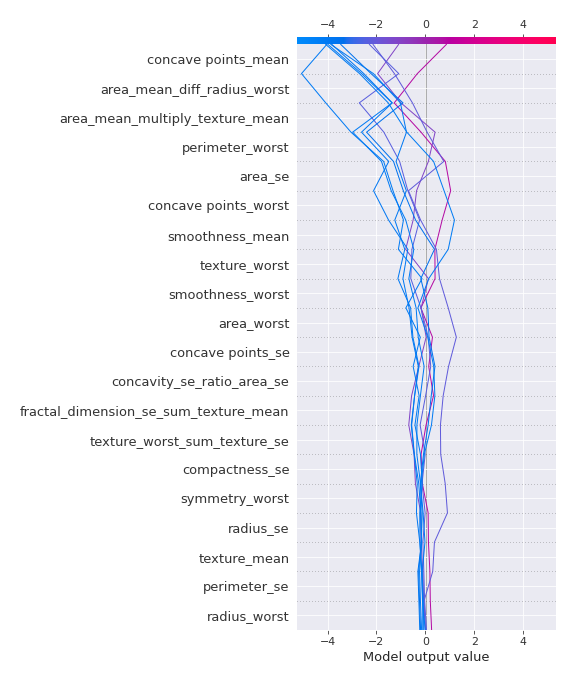 −4 −2 0 2 4
concave points_mean
area_mean_diff_radius_worst
area_mean_multiply_texture_mean
perimeter_worst
area_se
concave points_worst
smoothness_mean
texture_worst
smoothness_worst
area_worst
concave points_se
concavity_se_ratio_area_se
fractal_dimension_se_sum_texture_mean
texture_worst_sum_texture_se
compactness_se
symmetry_worst
radius_se
texture_mean
perimeter_se
radius_worst
−4 −2 0 2 4
Model output value